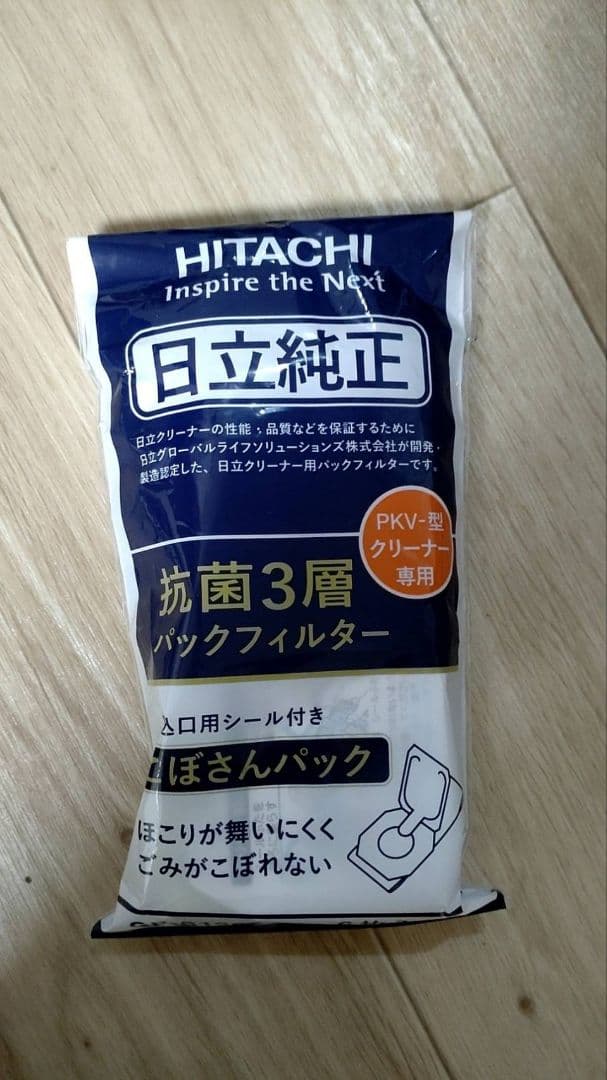 HITACHI
Inspire the Next
日立純正
日立クリーナーの性能・品質などを保証するために
日立グローバルライフソリューションズ株式会社が開発・
製造認定した、日立クリーナー用パックフィルターです。
PKV-型
クリーナー
専用
抗菌3層
パックフィルター
込口用シール付き
こぼさんパック
ほこりが舞いにくく
ごみがこぼれない